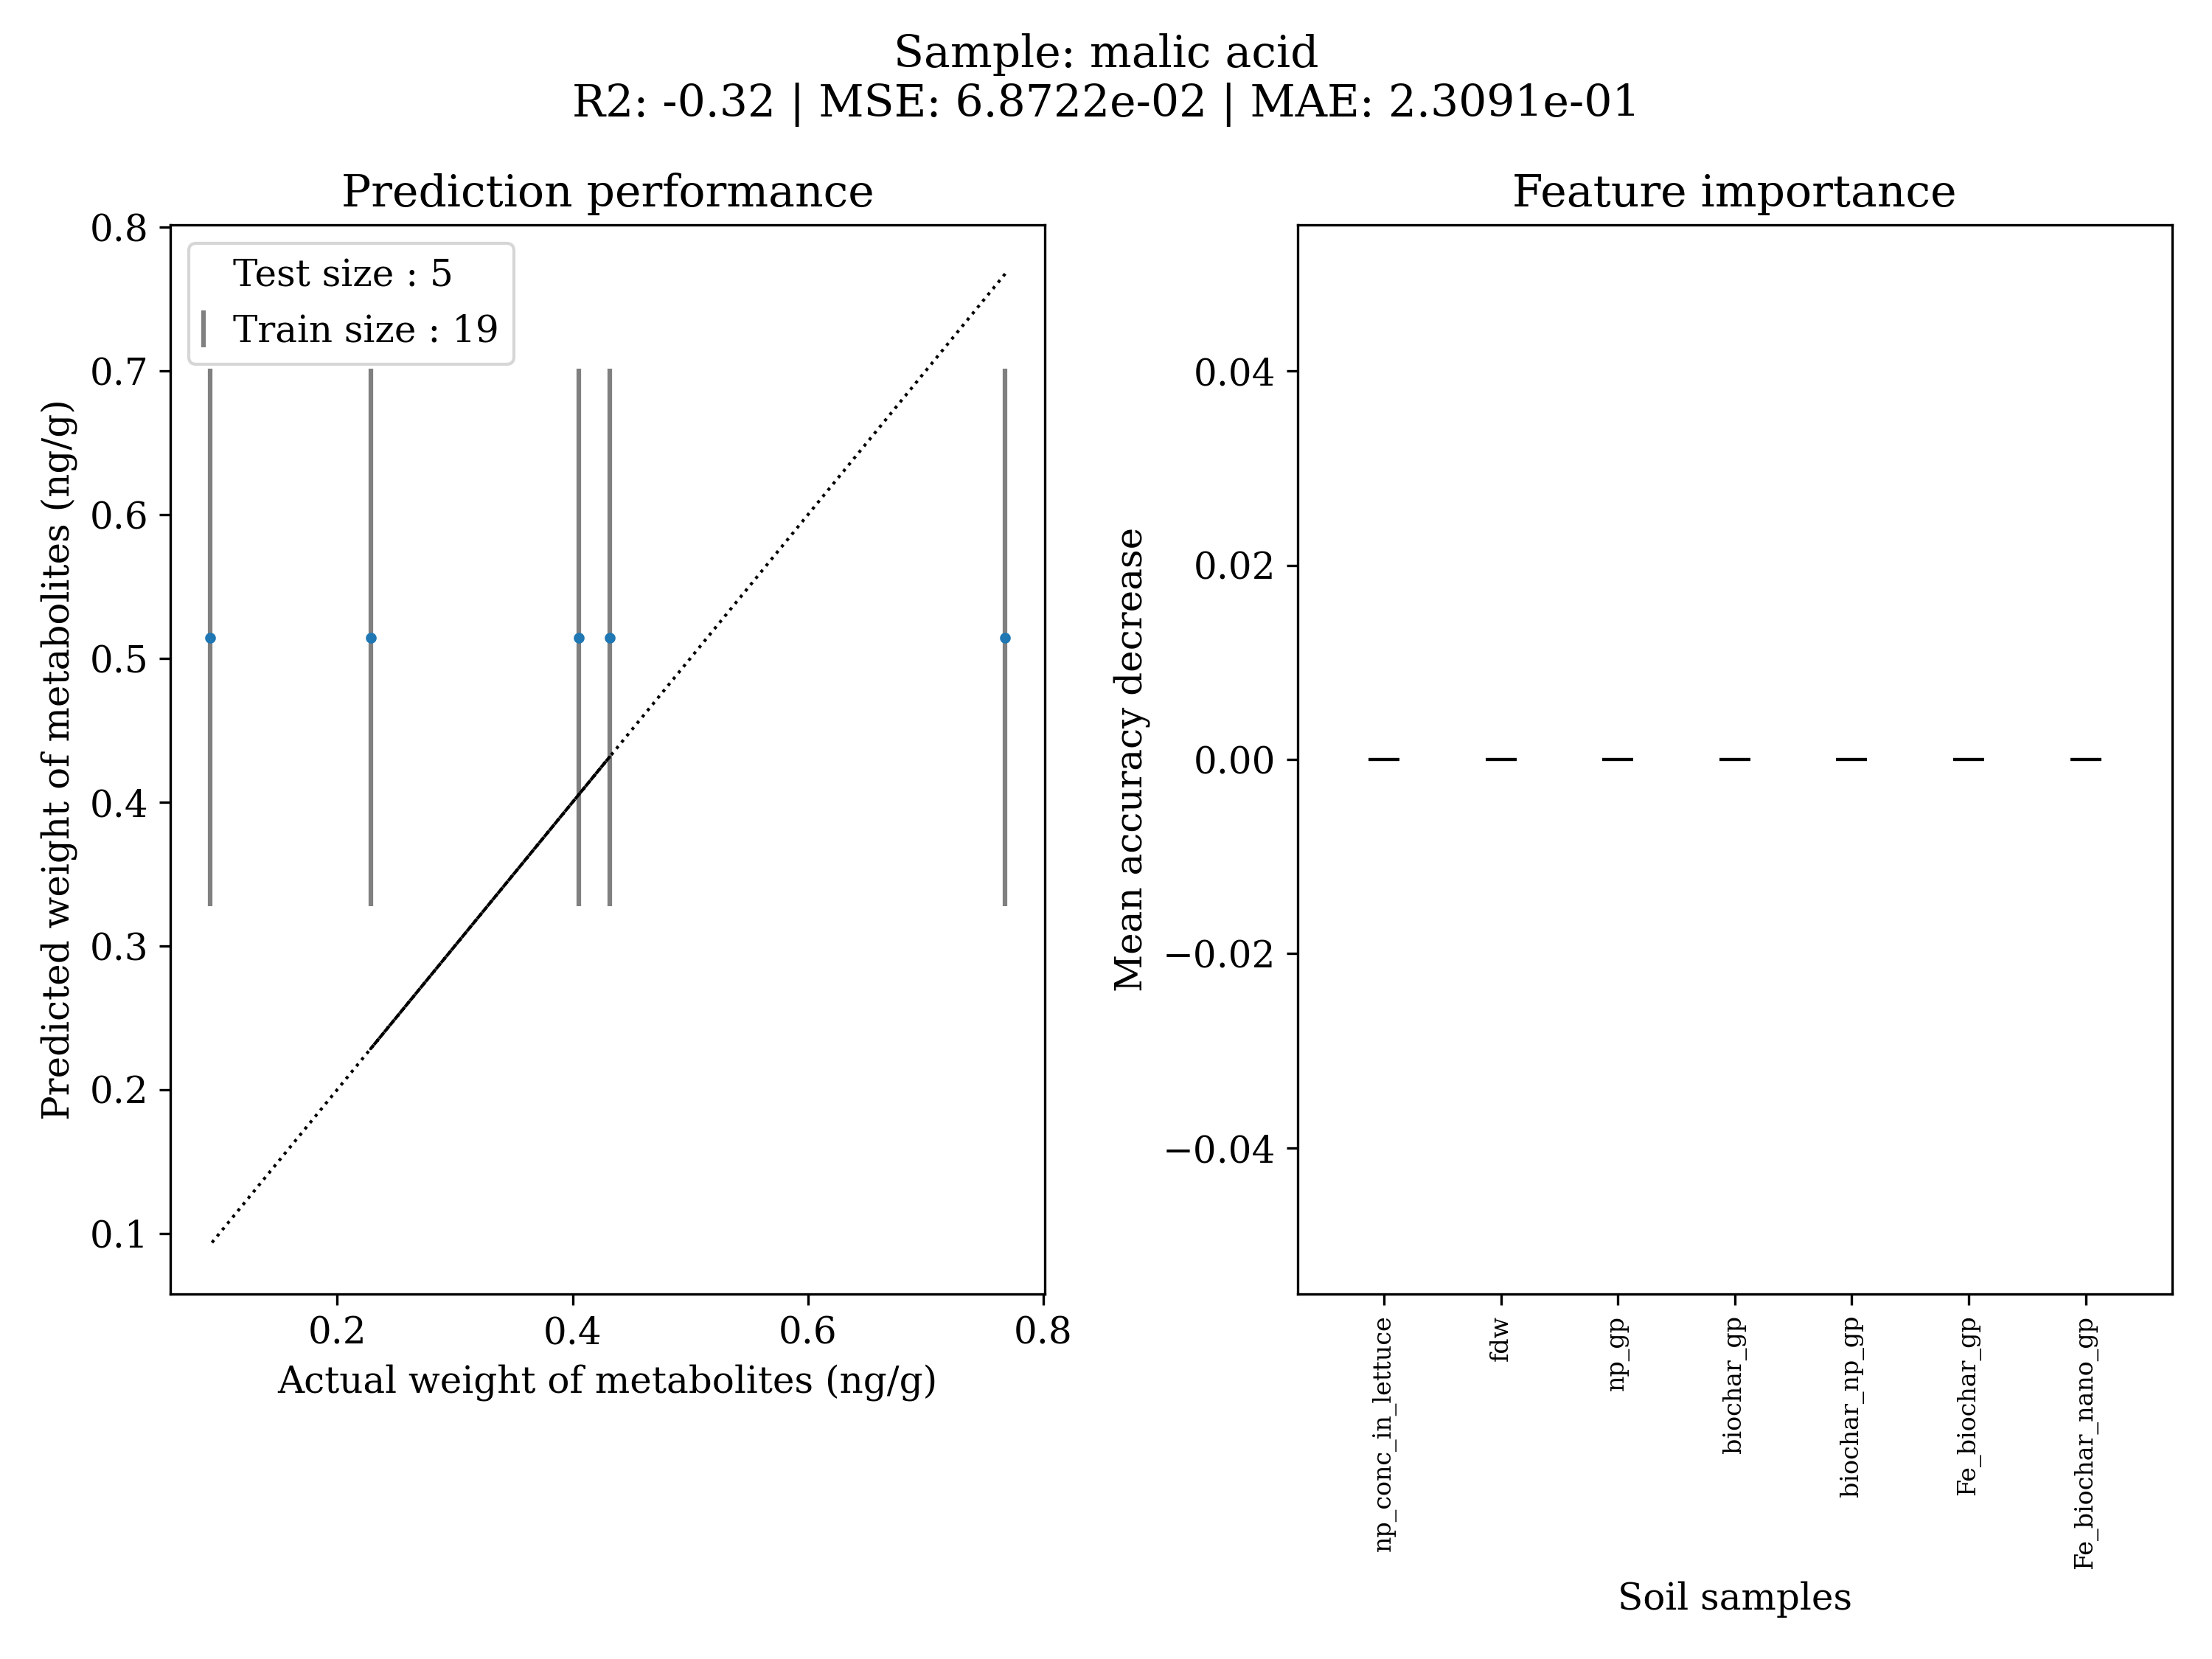 Sample: malic acid
R2: -0.32 | MSE: 6.8722e-02 | MAE: 2.3091e-01
Prediction performance
Test size : 5
Train size : 19
0.8
0.7
0.6
0.5
0.4
0.3
0.2
0.1
Predicted weight of metabolites (ng/g)
0.2
0.4
0.6
0.8
Actual weight of metabolites (ng/g)
Feature importance
0.04
0.02
0.00
−0.02
−0.04
Mean accuracy decrease
np_conc_in_lettuce
fdw
np_gp
biochar_gp
biochar_np_gp
Fe_biochar_gp
Fe_biochar_nano_gp
Soil samples